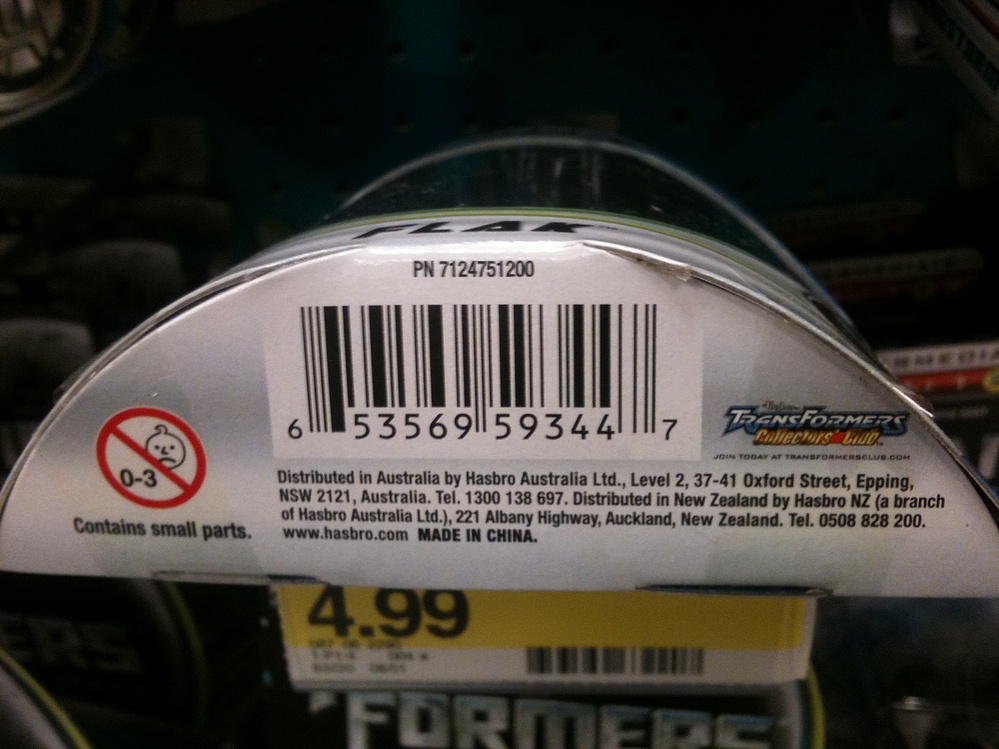 FLAK™
PN 7124751200
6 53569 59344 7
0-3
Contains small parts.
TRANSFORMERS
Collectors' Club
JOIN TODAY AT TRANSFORMERSCLUB.COM
Distributed in Australia by Hasbro Australia Ltd., Level 2, 37-41 Oxford Street, Epping,
NSW 2121, Australia. Tel. 1300 138 697. Distributed in New Zealand by Hasbro NZ (a branch
of Hasbro Australia Ltd.), 221 Albany Highway, Auckland, New Zealand. Tel. 0508 828 200.
www.hasbro.com MADE IN CHINA.
4.99
FORMERS
ERS